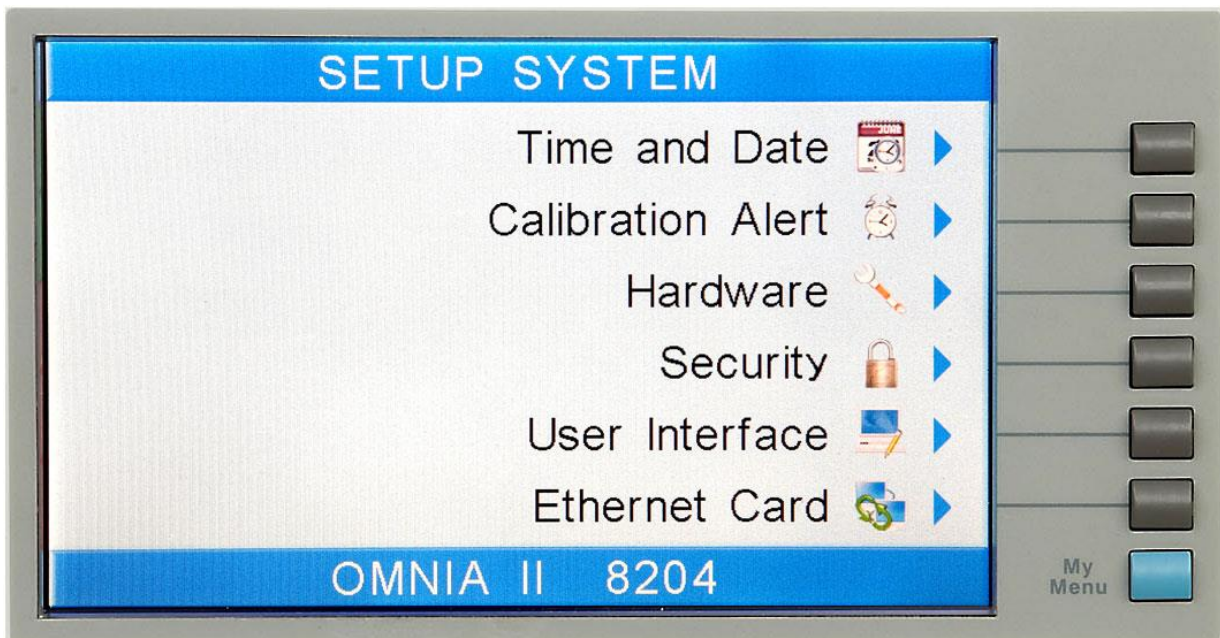 SETUP SYSTEM
Time and Date
Calibration Alert
Hardware
Security
User Interface
Ethernet Card
OMNIA II 8204
My
Menu